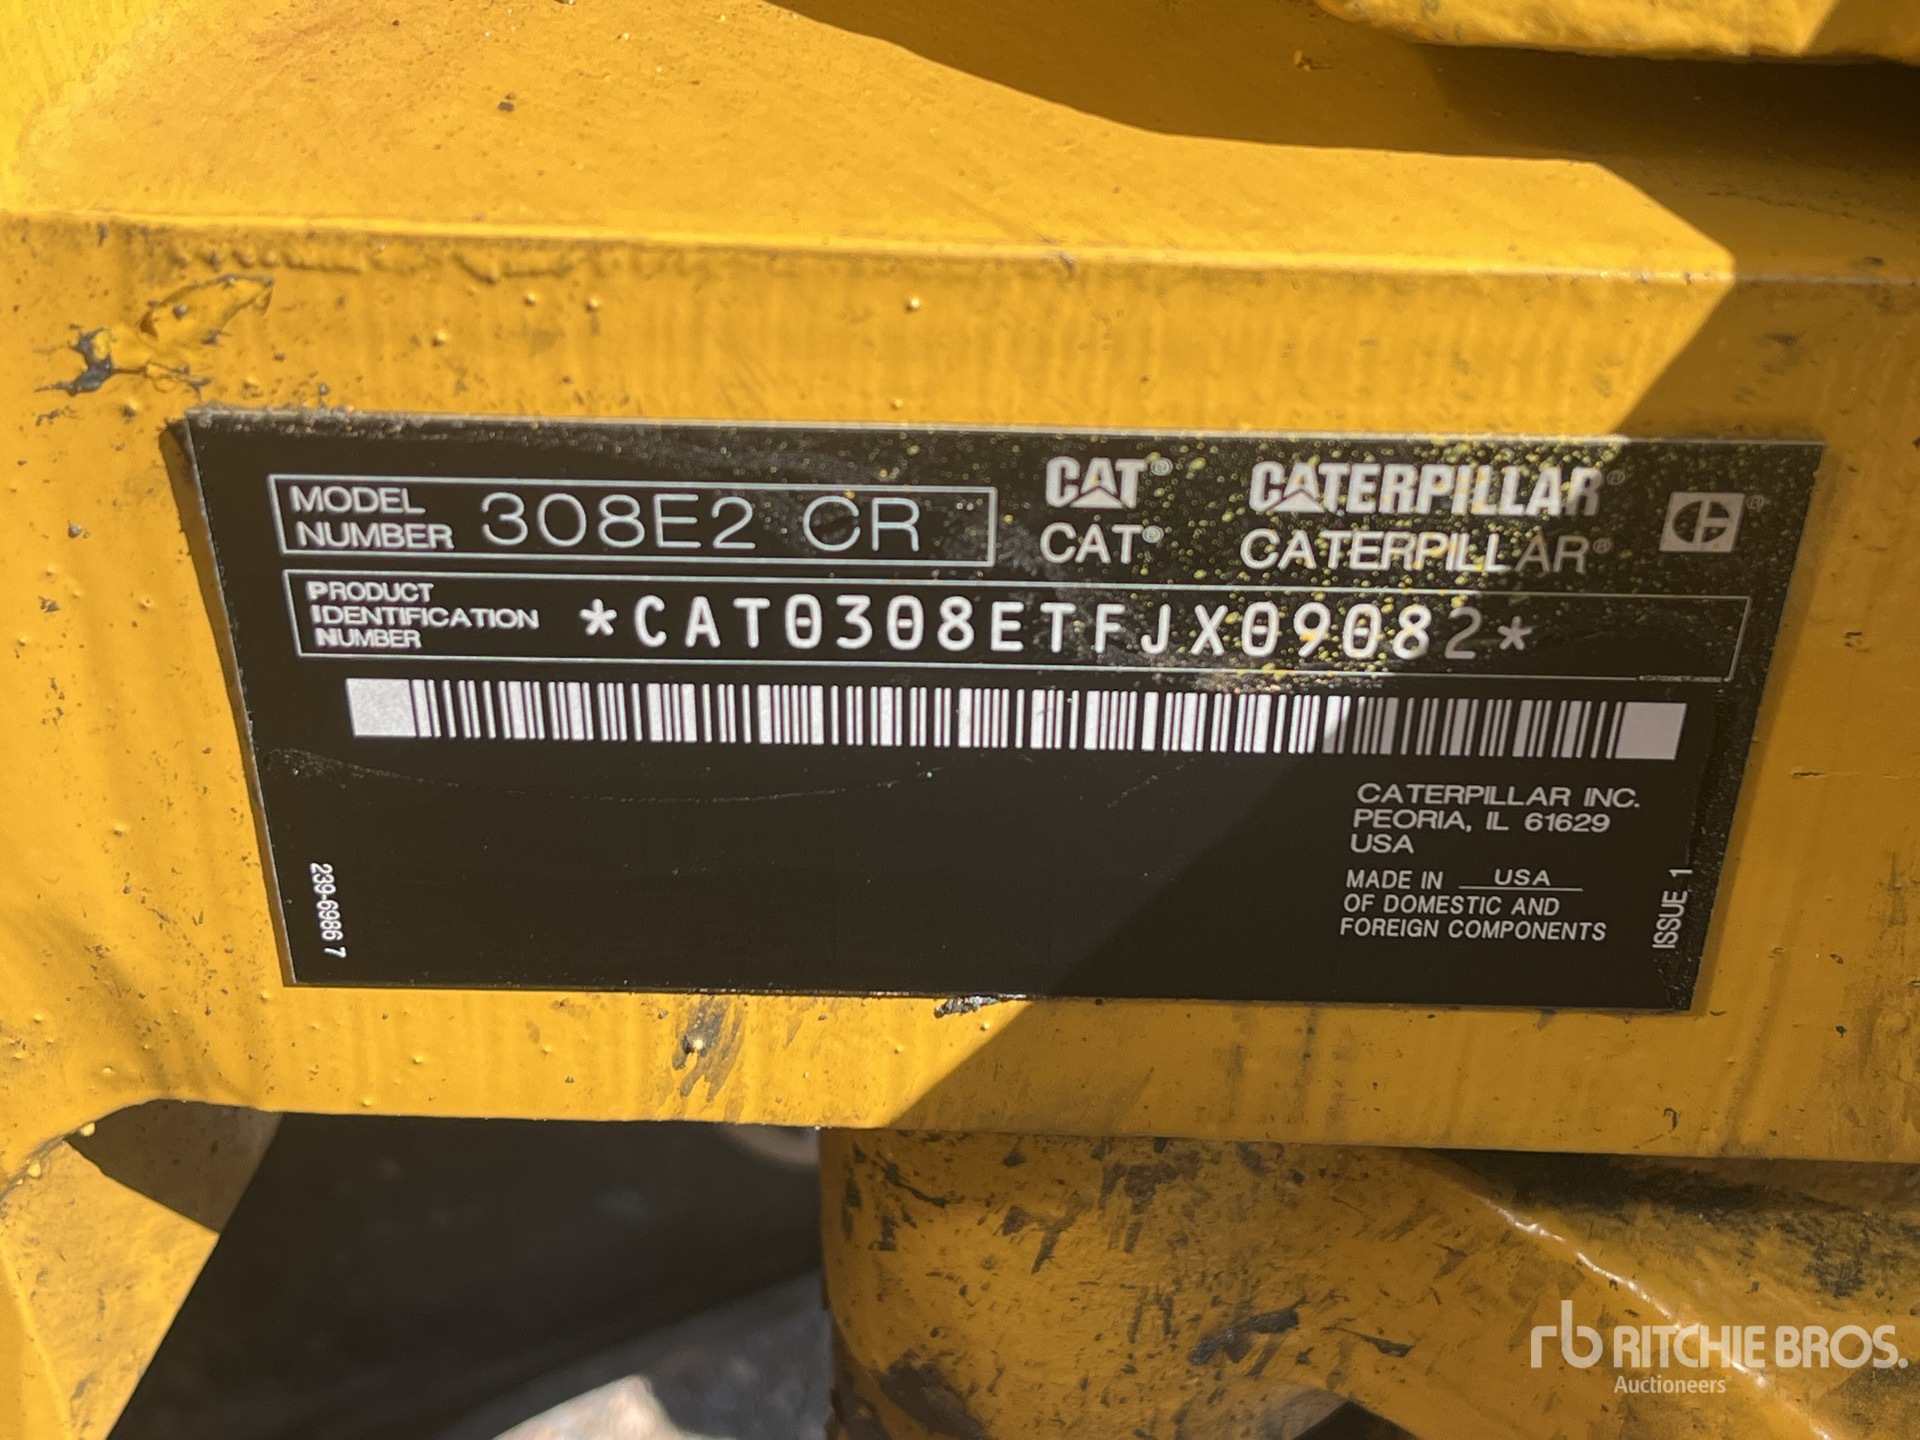 MODEL NUMBER 308E2 CR
CAT® CATERPILLAR®
CAT® CATERPILLAR®
PRODUCT IDENTIFICATION NUMBER *CAT0308ETFJX09082*
CATERPILLAR INC.
PEORIA, IL 61629
USA
MADE IN USA
OF DOMESTIC AND
FOREIGN COMPONENTS
239-6986 7
ISSUE 1
rb RITCHIE BROS.
Auctioneers